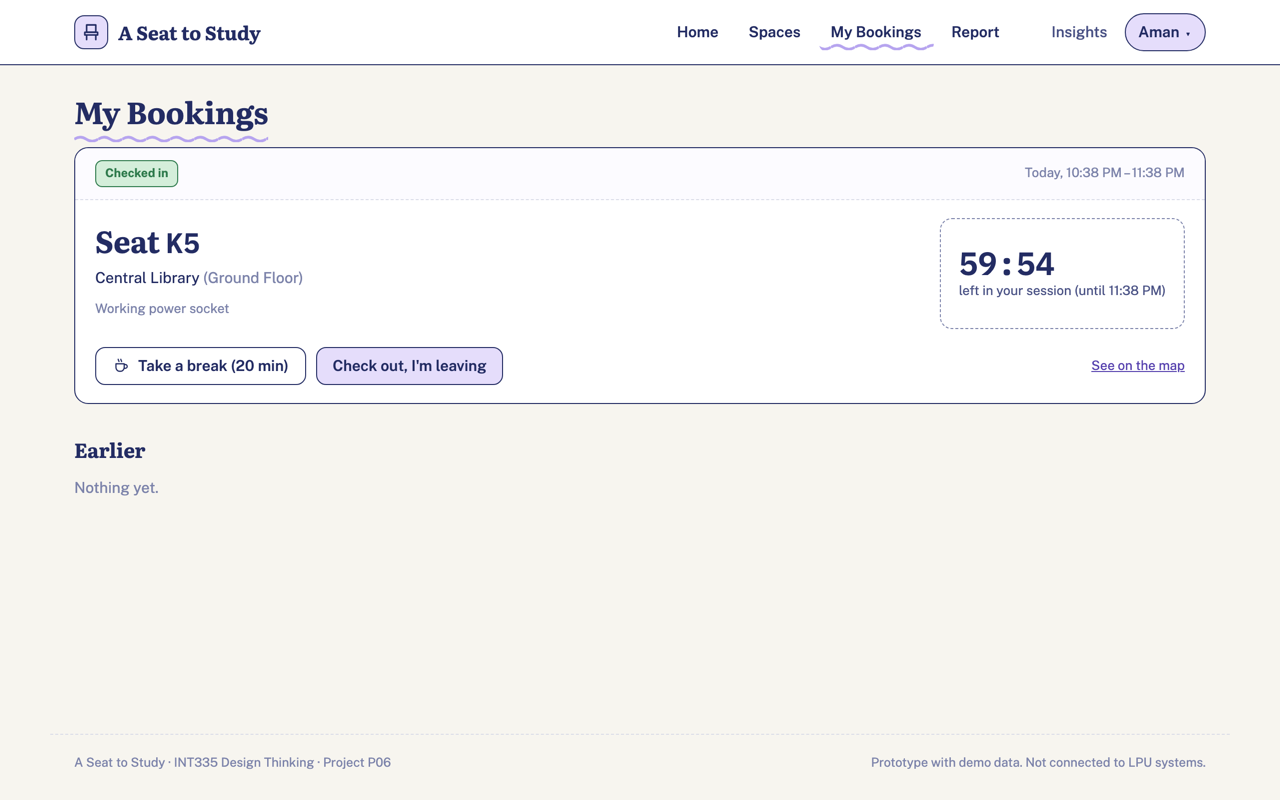 A Seat to Study
Home Spaces My Bookings Report Insights Aman
My Bookings
Checked in
Today, 10:38 PM – 11:38 PM
Seat K5
Central Library (Ground Floor)
Working power socket
59:54
left in your session (until 11:38 PM)
Take a break (20 min)
Check out, I'm leaving
See on the map
Earlier
Nothing yet.
A Seat to Study · INT335 Design Thinking · Project P06
Prototype with demo data. Not connected to LPU systems.